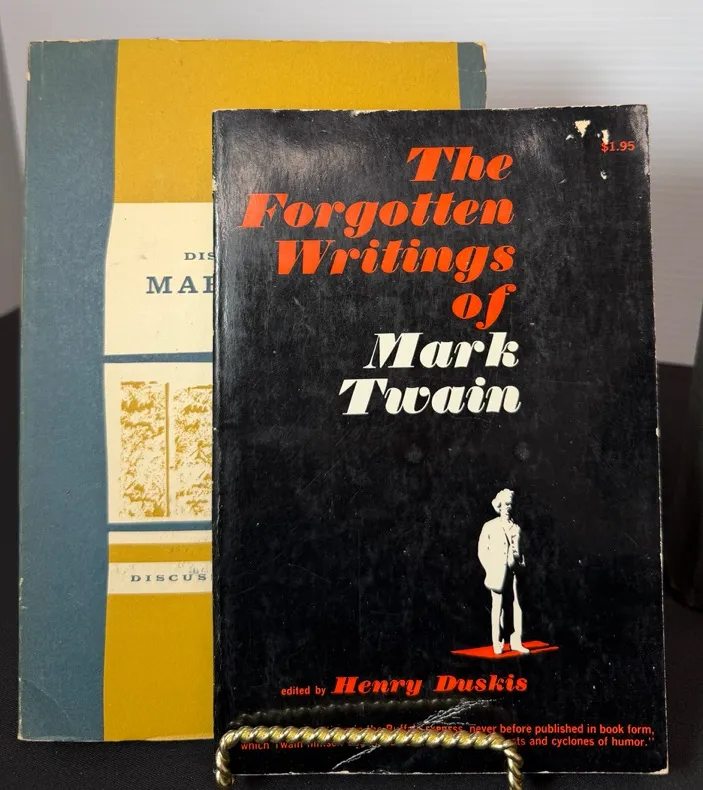 $1.95
The
Forgotten
Writings
of
Mark
Twain
edited by Henry Duskis
never before published in book form,
which Twain and cyclones of humor."
DIS
MAR
DISCUS